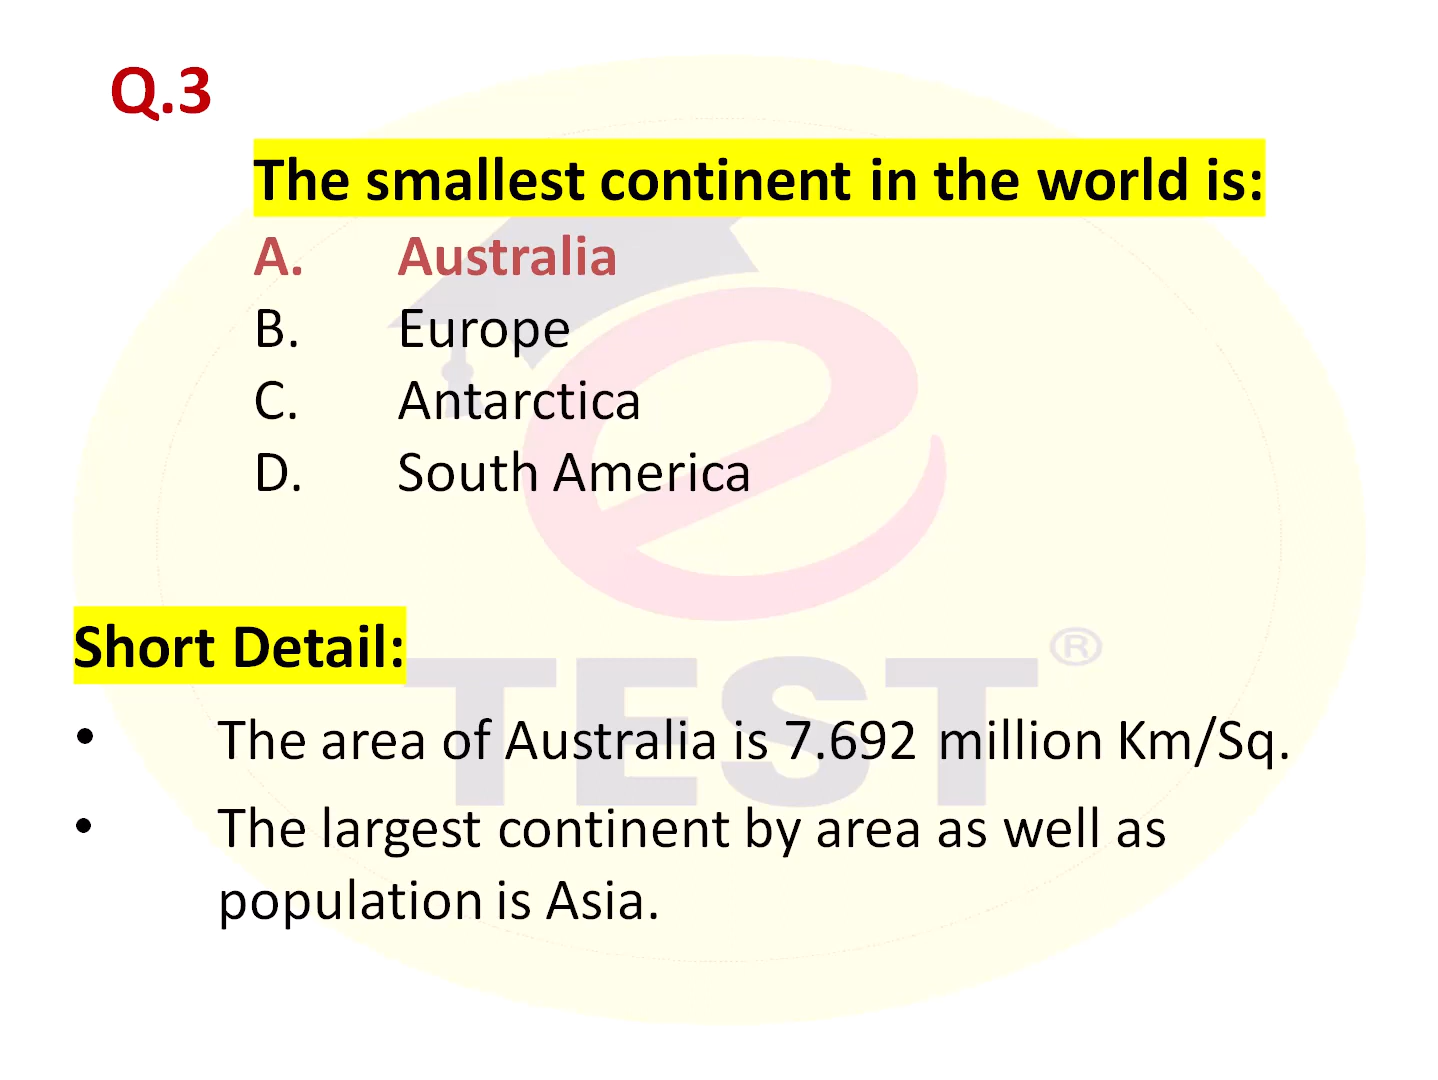 Q.3
The smallest continent in the world is:
A. Australia
B. Europe
C. Antarctica
D. South America
Short Detail:
TEST®
• The area of Australia is 7.692 million Km/Sq.
• The largest continent by area as well as
population is Asia.